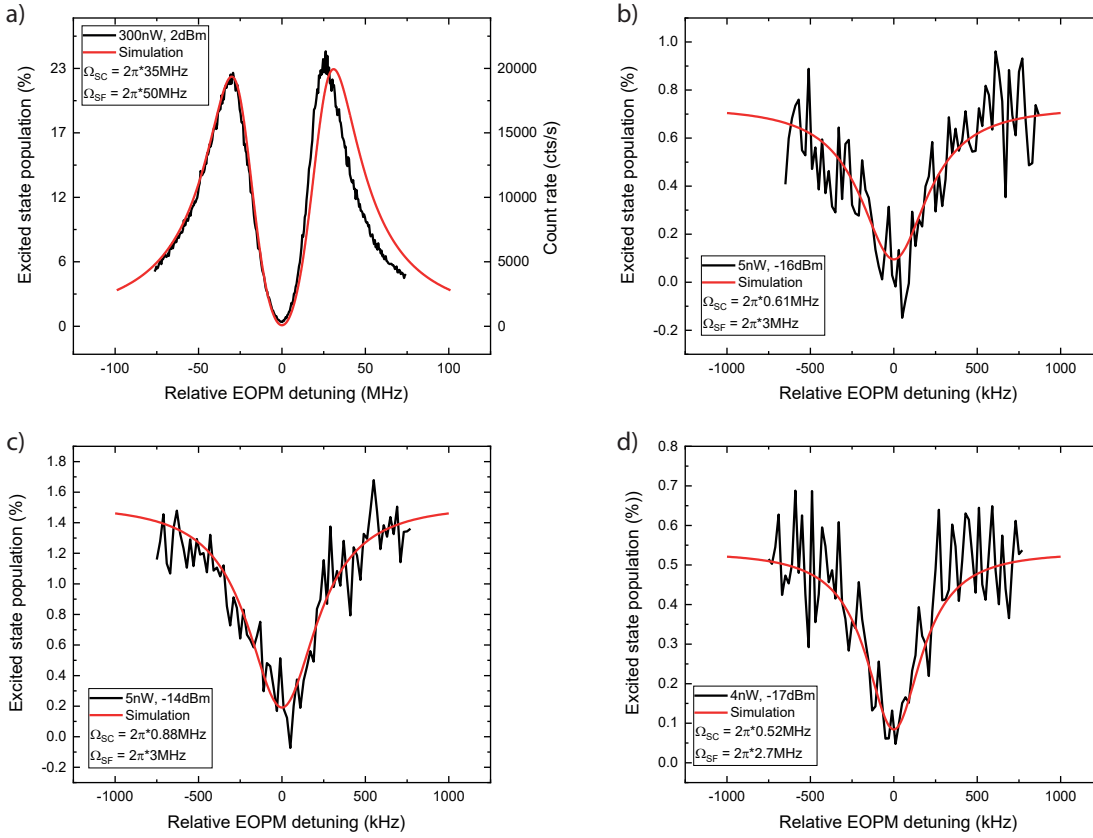 a)
300nW, 2dBm
Simulation
Ω_SC = 2π*35MHz
Ω_SF = 2π*50MHz
Excited state population (%)
23
17
12
6
0
20000
15000
10000
5000
0
Count rate (cts/s)
-100 -50 0 50 100
Relative EOPM detuning (MHz)
b)
Excited state population (%)
1.0
0.8
0.6
0.4
0.2
0.0
-0.2
5nW, -16dBm
Simulation
Ω_SC = 2π*0.61MHz
Ω_SF = 2π*3MHz
-1000 -500 0 500 1000
Relative EOPM detuning (kHz)
c)
Excited state population (%)
1.8
1.6
1.4
1.2
1.0
0.8
0.6
0.4
0.2
0.0
-0.2
5nW, -14dBm
Simulation
Ω_SC = 2π*0.88MHz
Ω_SF = 2π*3MHz
-1000 -500 0 500 1000
Relative EOPM detuning (kHz)
d)
Excited state population (%))
0.8
0.7
0.6
0.5
0.4
0.3
0.2
0.1
0.0
4nW, -17dBm
Simulation
Ω_SC = 2π*0.52MHz
Ω_SF = 2π*2.7MHz
-1000 -500 0 500 1000
Relative EOPM detuning (kHz)